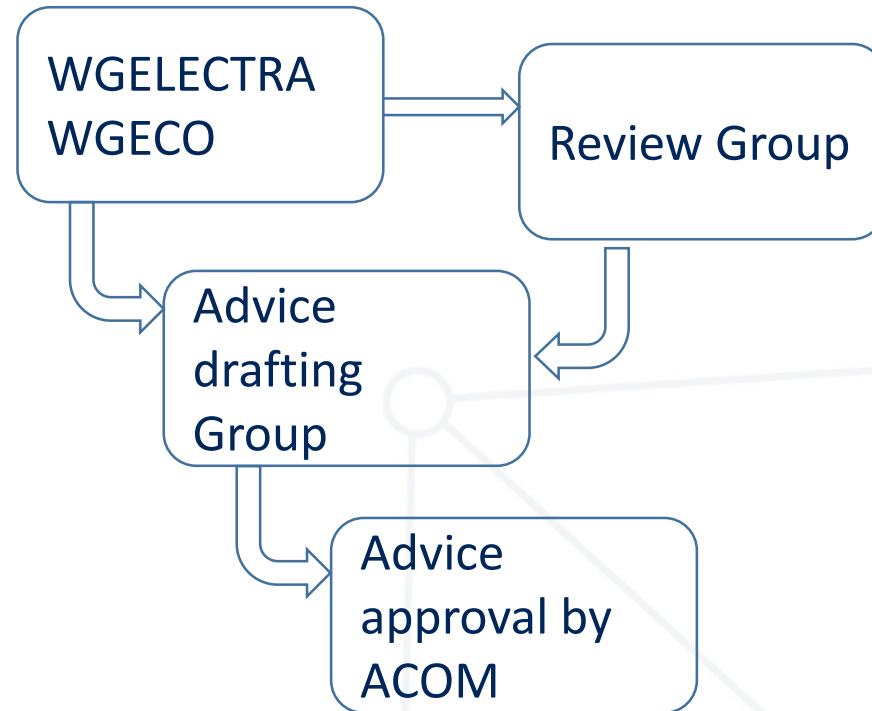 WGELECTRA
WGECO
Review Group
Advice
drafting
Group
Advice
approval by
ACOM